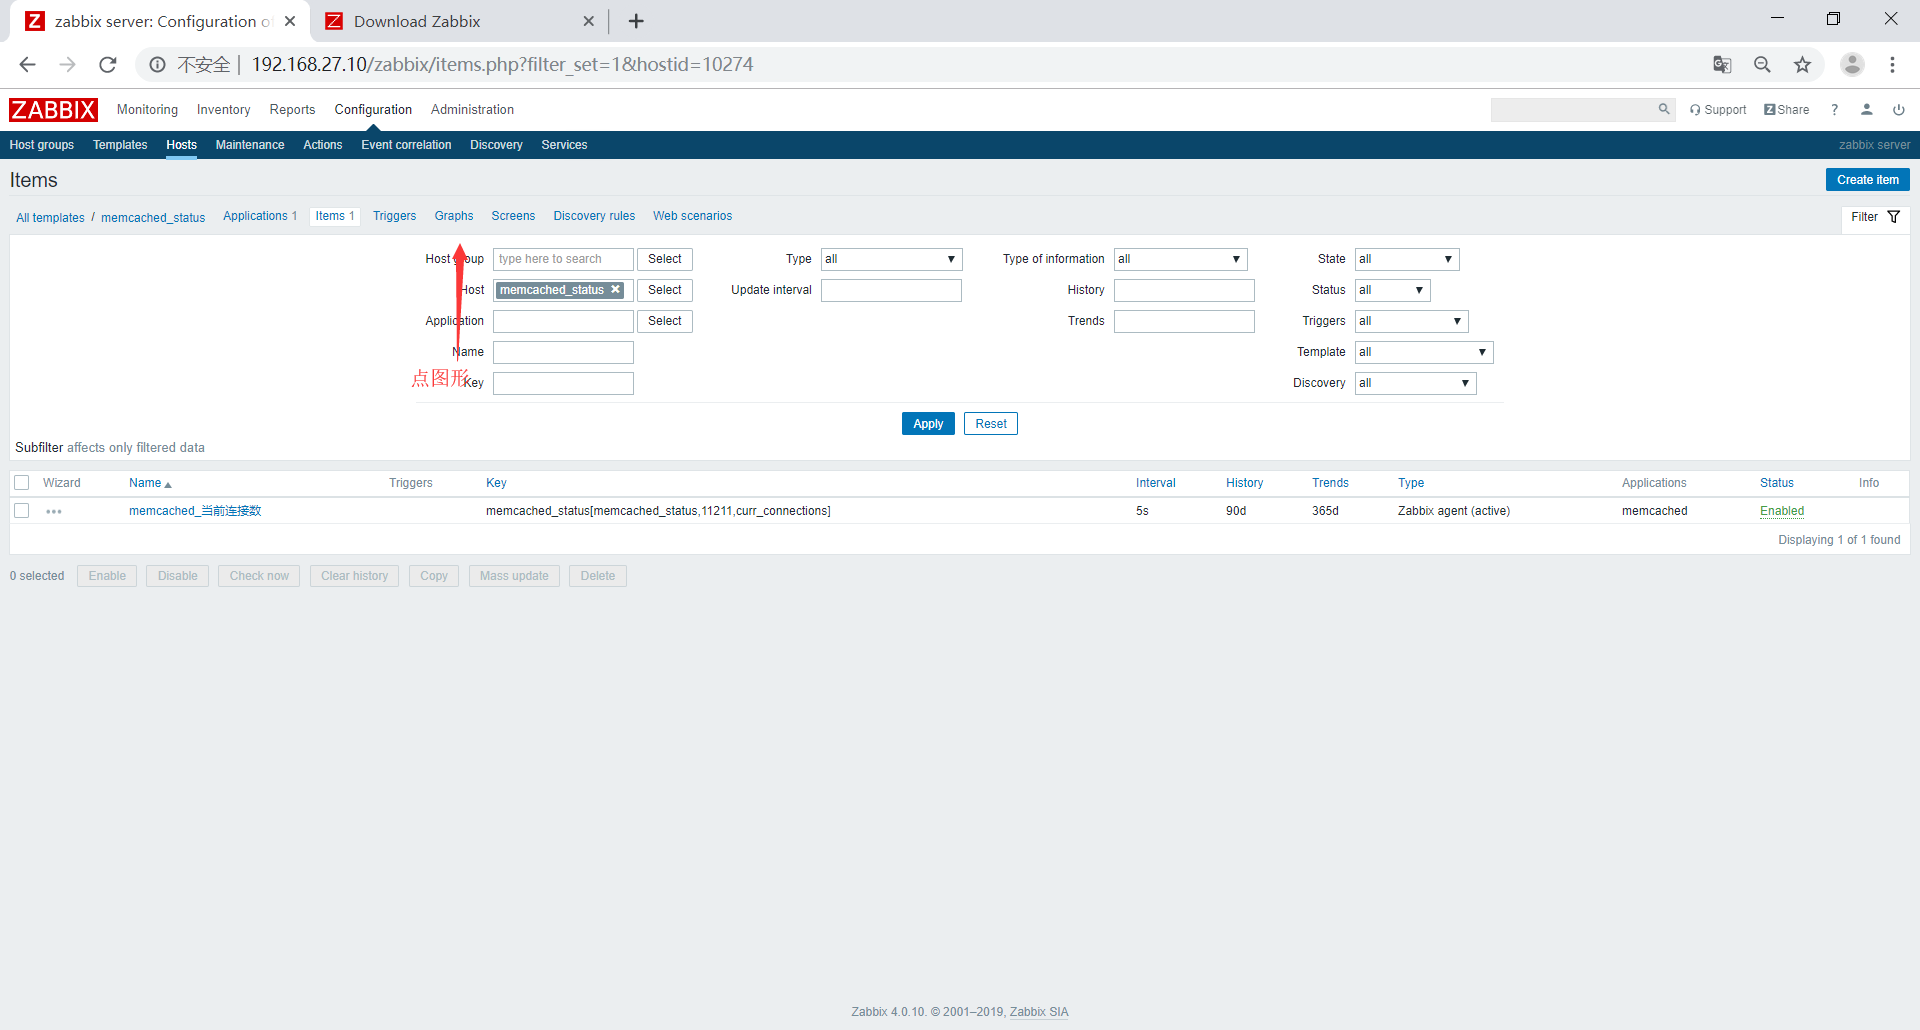 zabbix server: Configuration o
Download Zabbix
不安全 | 192.168.27.10/zabbix/items.php?filter_set=1&hostid=10274
ZABBIX Monitoring Inventory Reports Configuration Administration Support Share ?
Host groups Templates Hosts Maintenance Actions Event correlation Discovery Services zabbix server
Items Create item
All templates / memcached_status Applications 1 Items 1 Triggers Graphs Screens Discovery rules Web scenarios Filter
Host group type here to search Select Type all Type of information all State all
Host memcached_status Select Update interval History Status all
Application Select Trends Triggers all
Name Template all
点图形
Key Discovery all
Apply Reset
Subfilter affects only filtered data
Wizard Name Triggers Key Interval History Trends Type Applications Status Info
memcached_当前连接数 memcached_status[memcached_status,11211,curr_connections] 5s 90d 365d Zabbix agent (active) memcached Enabled
Displaying 1 of 1 found
0 selected Enable Disable Check now Clear history Copy Mass update Delete
Zabbix 4.0.10. © 2001–2019, Zabbix SIA